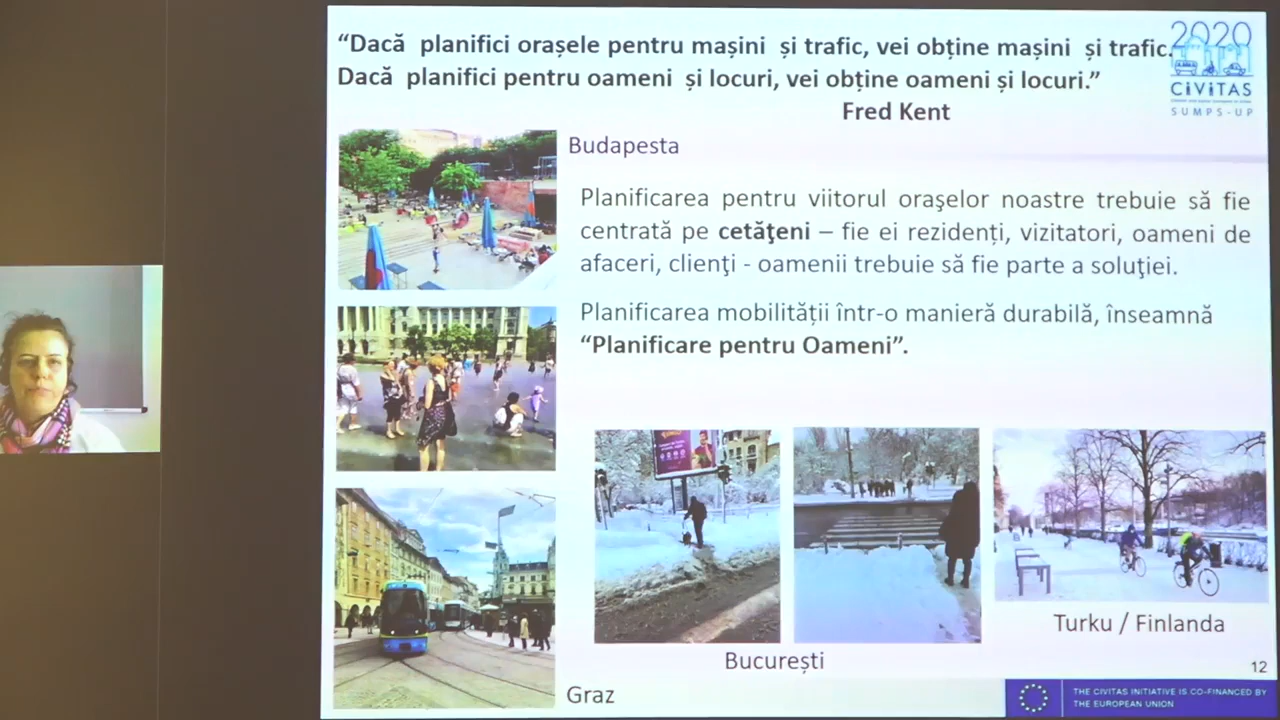 “Dacă planifici orașele pentru mașini și trafic, vei obține mașini și trafic.
Dacă planifici pentru oameni și locuri, vei obține oameni și locuri.”
Fred Kent
2020
CiViTAS
SUMPS-UP
Budapesta
Planificarea pentru viitorul oraşelor noastre trebuie să fie
centrată pe cetăţeni – fie ei rezidenți, vizitatori, oameni de
afaceri, clienţi - oamenii trebuie să fie parte a soluţiei.
Planificarea mobilității într-o manieră durabilă, înseamnă
“Planificare pentru Oameni”.
Turku / Finlanda
București
12
Graz
THE CIVITAS INITIATIVE IS CO-FINANCED BY
THE EUROPEAN UNION